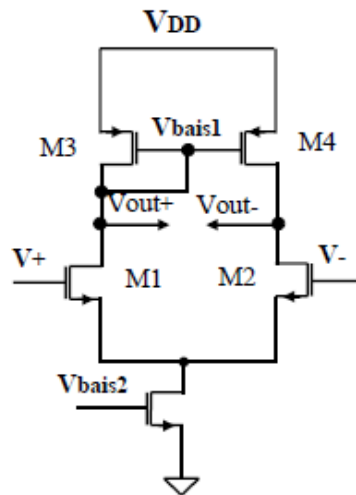 VDD
Vbais1
M3
M4
Vout+
Vout-
V+
V-
M1
M2
Vbais2